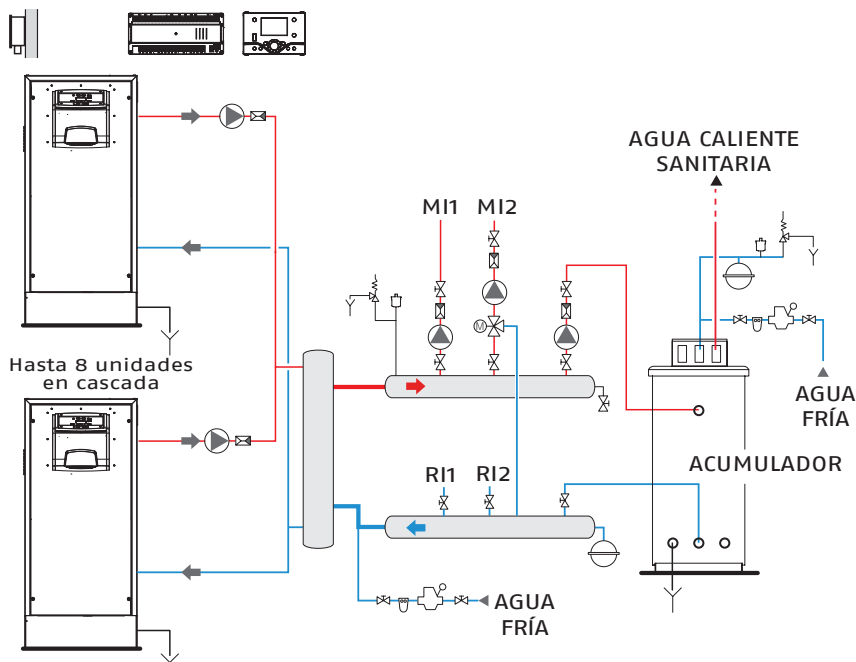 AGUA CALIENTE
SANITARIA
MI1
MI2
M
Hasta 8 unidades
en cascada
AGUA
FRÍA
ACUMULADOR
RI1
RI2
AGUA
FRÍA